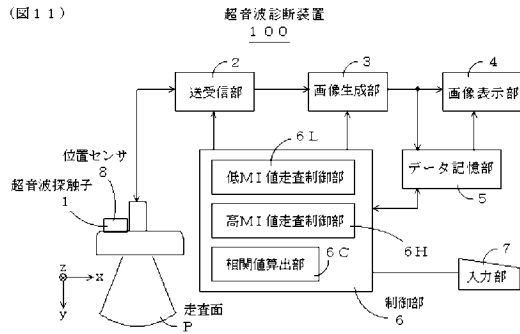 (図11)
超音波診断装置
100
2
送受信部
3
画像生成部
4
画像表示部
6L
低MI値走査制御部
データ記憶部
5
位置センサ
8
超音波探触子
1
高MI値走査制御部
6H
相関値算出部
6C
7
入力部
制御部
6
z
x
y
走査面
P